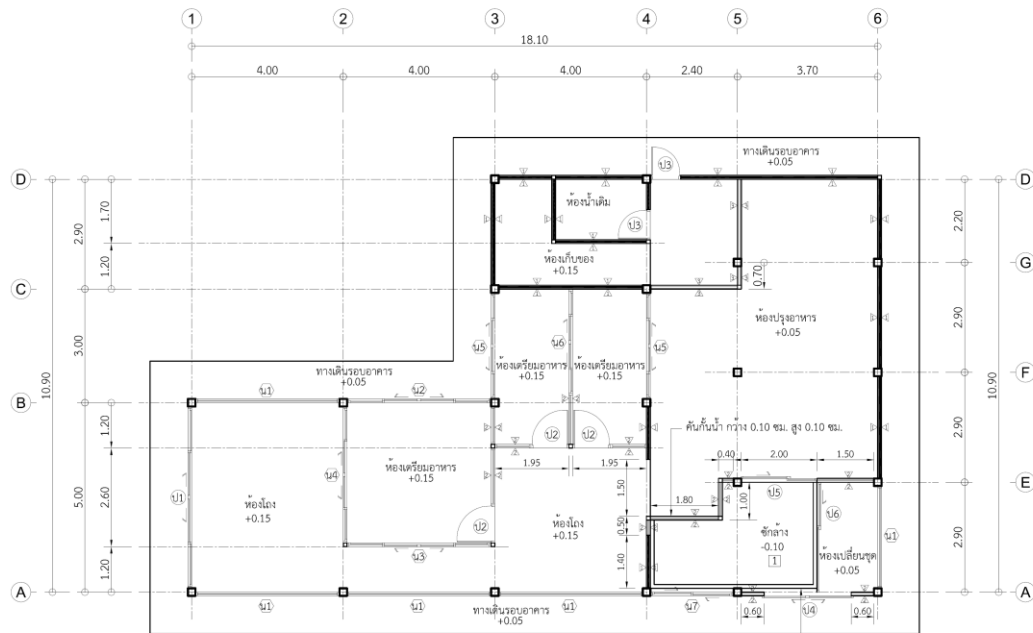 1 2 3 4 5 6
18.10
4.00 4.00 4.00 2.40 3.70
ทางเดินรอบอาคาร
+0.05
ป3
D D
ห้องน้ำเดิม
ป3
1.70
2.90
2.20
ห้องเก็บของ
+0.15
G
1.20
0.70
C
ห้องปรุงอาหาร
+0.05
น5 น6 น5
3.00
2.90
10.90 10.90
ห้องเตรียมอาหาร ห้องเตรียมอาหาร
+0.15 +0.15
ทางเดินรอบอาคาร
+0.05
F
น1 น2
B
ป2 ป2
คันกั้นน้ำ กว้าง 0.10 ซม. สูง 0.10 ซม.
1.20
2.90
1.95 1.95
0.40 2.00 1.50
ห้องเตรียมอาหาร
+0.15
น4
1.50
1.80
E
ป5
ป1
5.00
2.60
1.00
ป6
ห้องโถง
+0.15
ป2
ห้องโถง
+0.15
0.50
ซักล้าง
-0.10
1
น1
2.90
น3
ห้องเปลี่ยนชุด
+0.05
1.20
1.40
A A
น1 น1 น1 น7 ป4
0.60 0.60
ทางเดินรอบอาคาร
+0.05